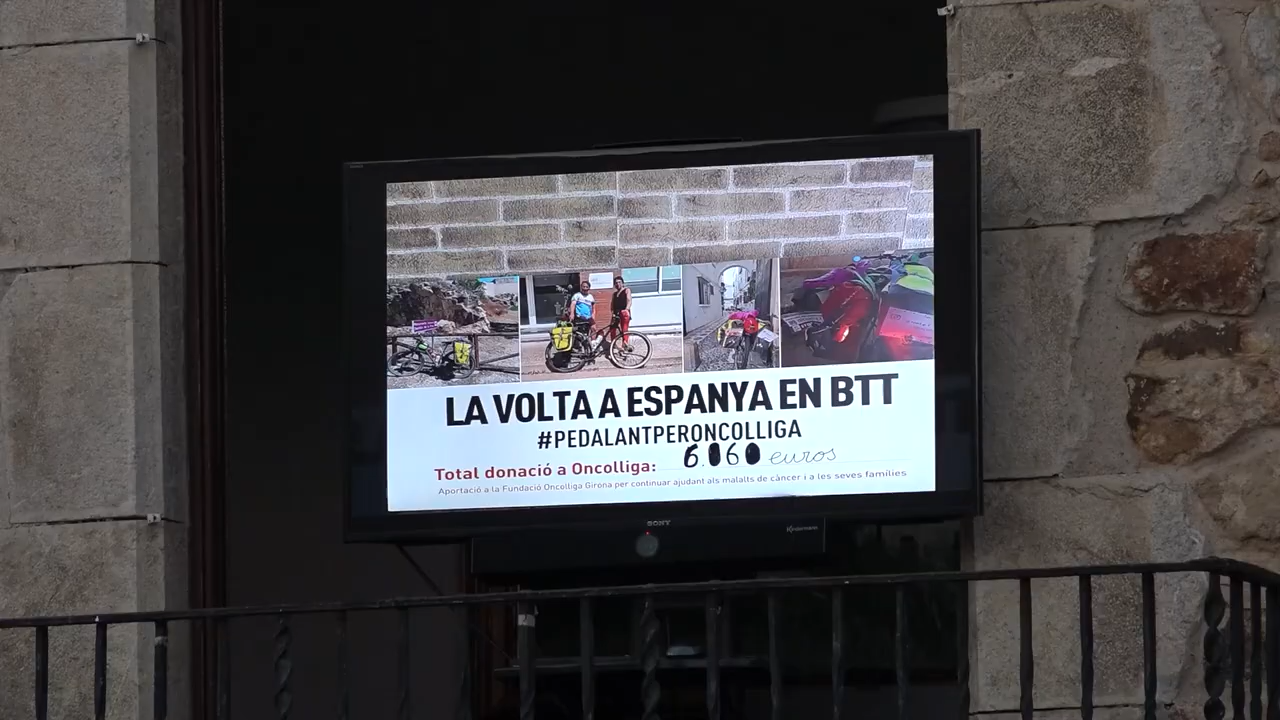 LA VOLTA A ESPANYA EN BTT
#PEDALANTPERONCOLLIGA
Total donació a Oncolliga: 6.060 euros
Aportació a la Fundació Oncolliga Girona per continuar ajudant als malalts de càncer i a les seves famílies
SONY